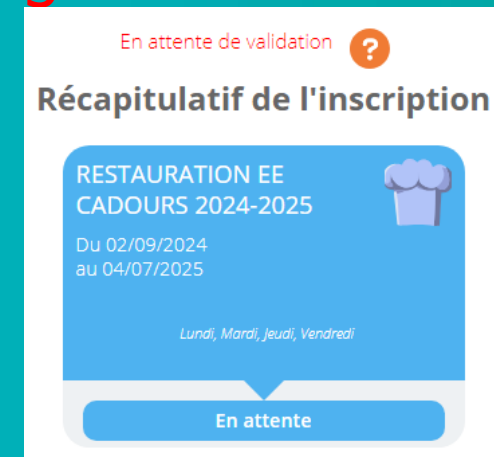 En attente de validation ?
Récapitulatif de l'inscription
RESTAURATION EE
CADOURS 2024-2025
Du 02/09/2024
au 04/07/2025
Lundi, Mardi, Jeudi, Vendredi
En attente